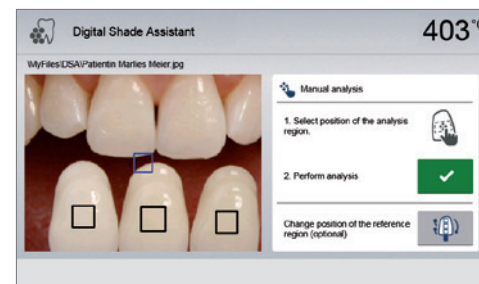 Digital Shade Assistant
403°
\MyFiles\DSA\Patientin Marlies Meier.jpg
Manual analysis
1. Select position of the analysis
region.
2. Perform analysis
Change position of the reference
region (optional)